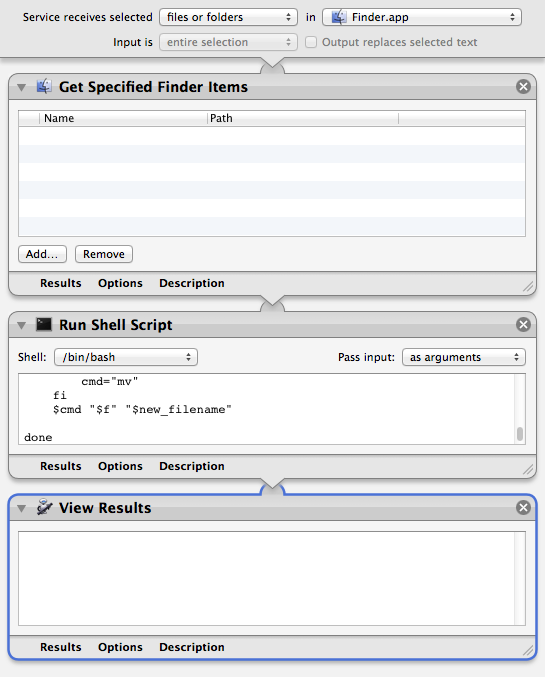 Service receives selected files or folders in Finder.app
Input is entire selection Output replaces selected text
Get Specified Finder Items
Name Path
Add... Remove
Results Options Description
Run Shell Script
Shell: /bin/bash Pass input: as arguments
cmd="mv"
fi
$cmd "$f" "$new_filename"
done
Results Options Description
View Results
Results Options Description